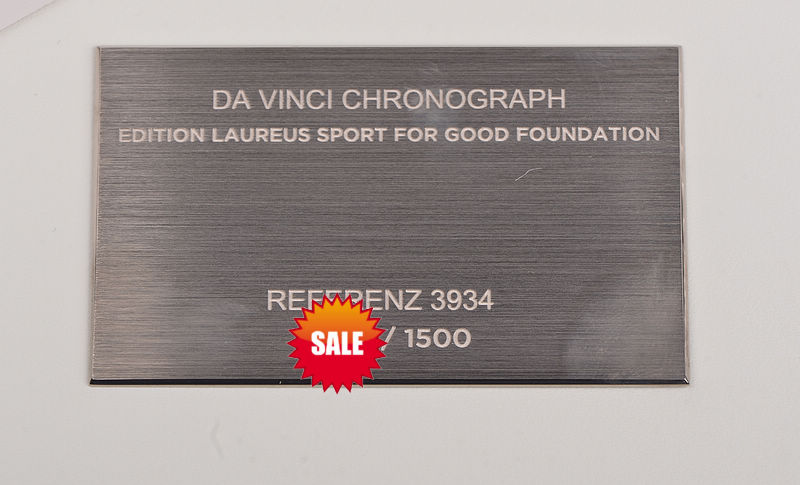 DA VINCI CHRONOGRAPH
EDITION LAUREUS SPORT FOR GOOD FOUNDATION
REFERENZ 3934
/ 1500
SALE